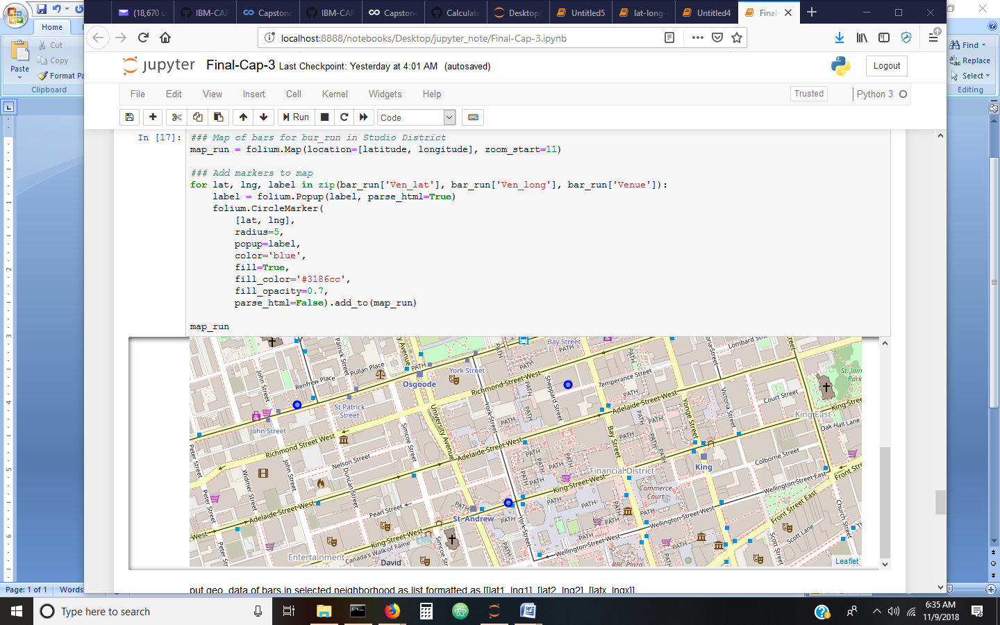 (18,670 u
IBM-CAP
Capstone
IBM-CAP
Capstone
Calculate
Desktop/
Untitled5
lat-long-
Untitled4
Final-
Home
localhost:8888/notebooks/Desktop/jupyter_note/Final-Cap-3.ipynb
Cut
Copy
Format Pa
Paste
Clipboard
Find
Replace
Select
Editing
jupyter Final-Cap-3 Last Checkpoint: Yesterday at 4:01 AM (autosaved)
Logout
File Edit View Insert Cell Kernel Widgets Help
Trusted
Python 3
Run
Code
In [17]:
### Map of bars for bur_run in Studio District
map_run = folium.Map(location=[latitude, longitude], zoom_start=11)
### Add markers to map
for lat, lng, label in zip(bar_run['Ven_lat'], bar_run['Ven_long'], bar_run['Venue']):
label = folium.Popup(label, parse_html=True)
folium.CircleMarker(
[lat, lng],
radius=5,
popup=label,
color='blue',
fill=True,
fill_color='#3186cc',
fill_opacity=0.7,
parse_html=False).add_to(map_run)
map_run
Bay Street
Lombard Street
Patrick Street
Pullan Place
York Street
Osgoode
Renfrew Place
John Street
Richmond-Street-West
Sheppard Street
Temperance Street
Victoria Street
Court Street
St. Jam
Park
St Patrick
Street
John Street
University Avenue
York-Street
Adelaide-Street-West
Yonge Street
King East
King-Street
Oak Hall Lane
Richmond Street West
Simcoe Street
Nelson Street
Adelaide-Street-West
Bay Street
Colborne Street
Peter Street
Widmer Street
John Street
Duncan Street
Financial District
King
King-Street-West
Commerce
Court
Wellington-Street-East
Front Street
Pearl Street
Adelaide-Street-West
St. Andrew
York-Street
Wellington-Street-West
Front Street East
Church Street
Scott Lane
Scott Street
King-Street-West
Canada's Walk of Fame
Simcoe Street
Wellington-Street-West
Peter Street
Entertainment
David
RBC Plaza
PATH
Leaflet
put geo_data of bars in selected neighborhood as list formatted as [[lat1, lng1], [lat2, lng2], [latx, lngx]]
Page: 1 of 1
Words
Type here to search
6:35 AM
11/9/2018